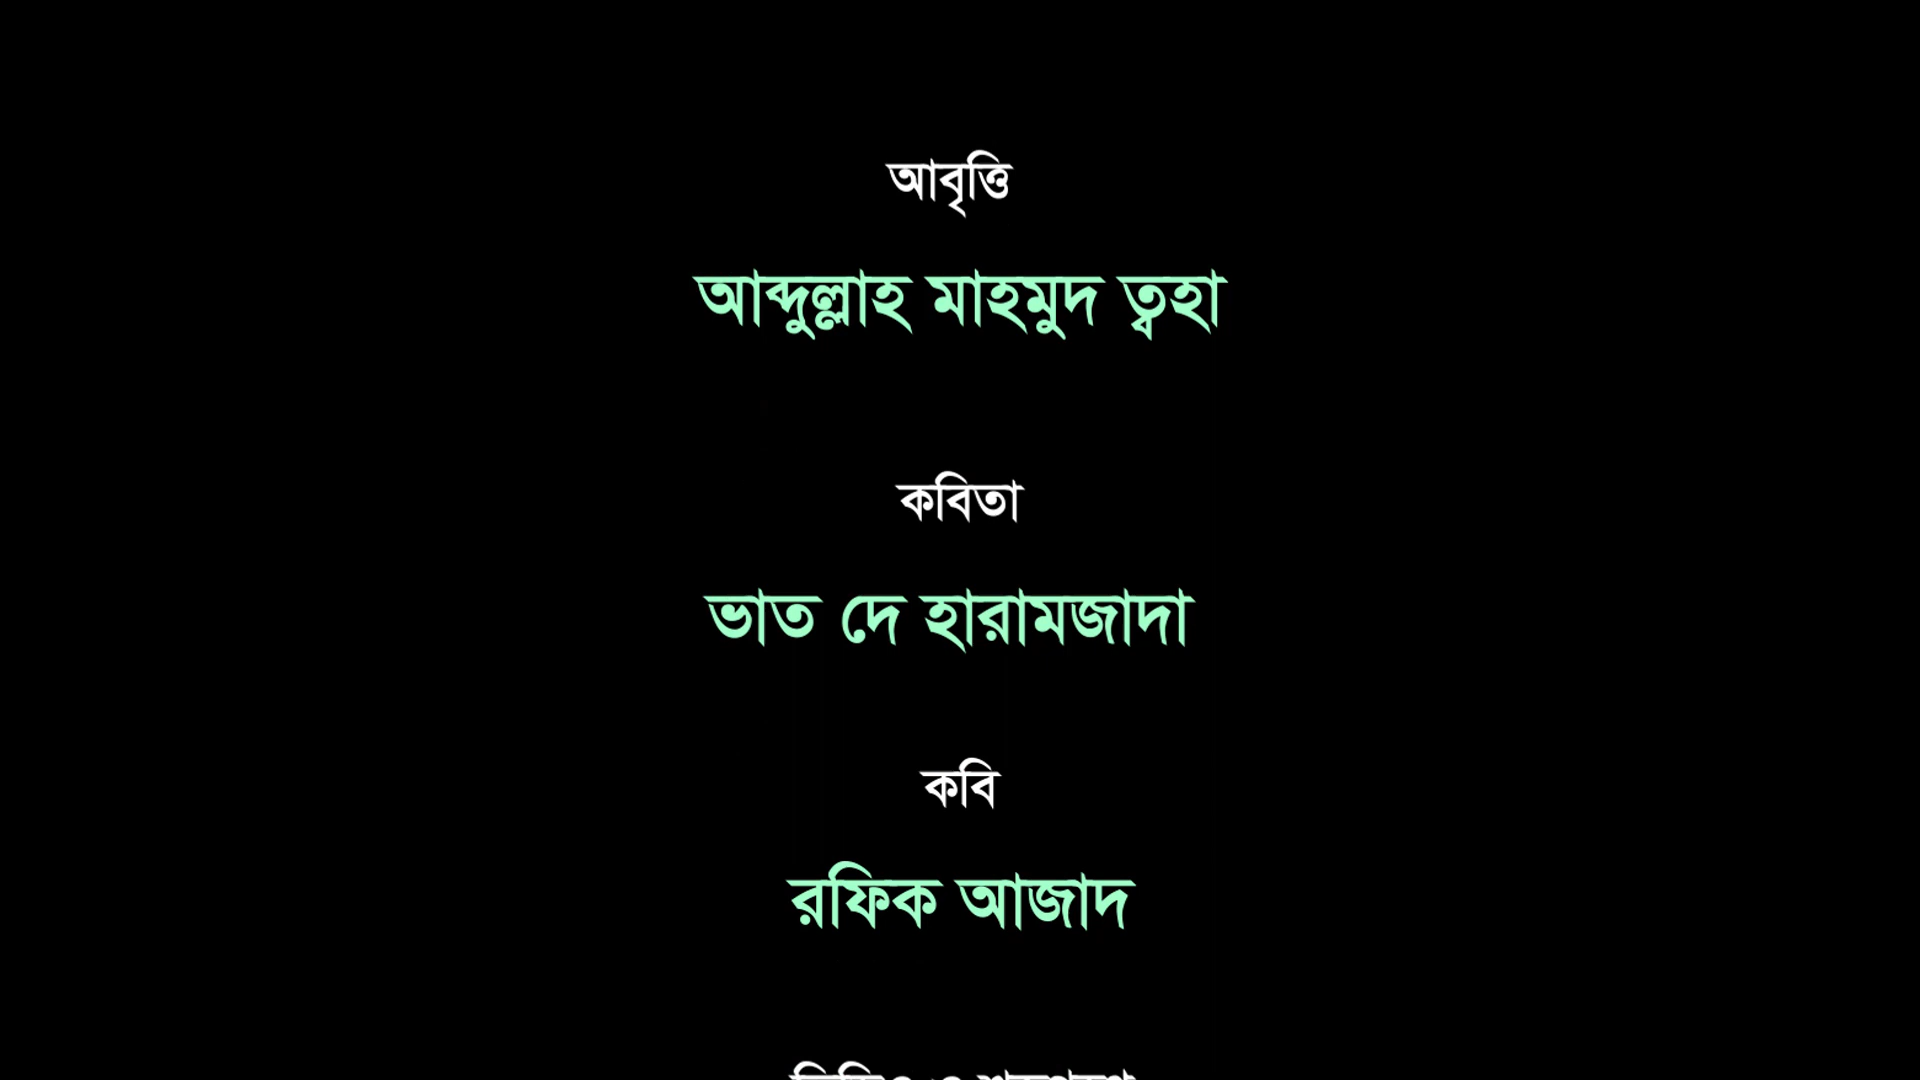 আবৃত্তি
আব্দুল্লাহ মাহমুদ ত্বহা
কবিতা
ভাত দে হারামজাদা
কবি
রফিক আজাদ